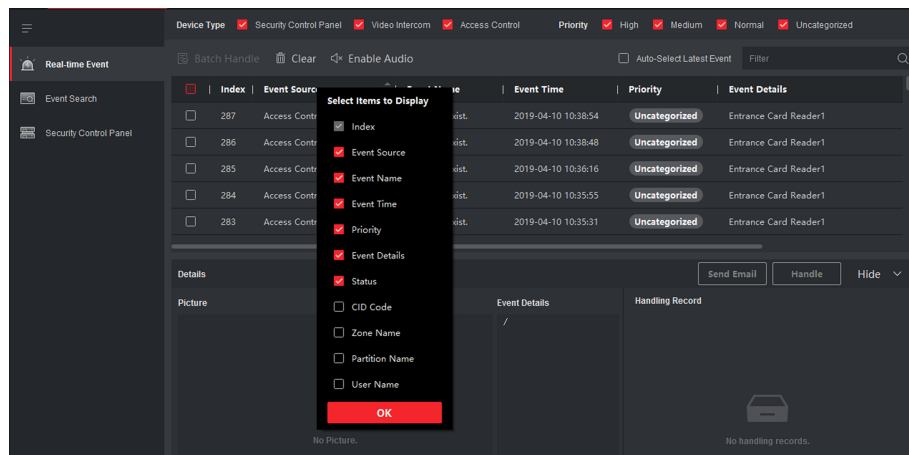 Device Type Security Control Panel Video Intercom Access Control Priority High Medium Normal Uncategorized
Real-time Event
Event Search
Security Control Panel
Batch Handle Clear Enable Audio Auto-Select Latest Event Filter
Index Event Source Event Time Priority Event Details
287 Access Contr xist. 2019-04-10 10:38:54 Uncategorized Entrance Card Reader1
286 Access Contr xist. 2019-04-10 10:38:48 Uncategorized Entrance Card Reader1
285 Access Contr xist. 2019-04-10 10:36:16 Uncategorized Entrance Card Reader1
284 Access Contr xist. 2019-04-10 10:35:55 Uncategorized Entrance Card Reader1
283 Access Contr xist. 2019-04-10 10:35:31 Uncategorized Entrance Card Reader1
Select Items to Display
Index
Event Source
Event Name
Event Time
Priority
Event Details
Status
CID Code
Zone Name
Partition Name
User Name
OK
Details Send Email Handle Hide
Picture Event Details Handling Record
/
No Picture. No handling records.